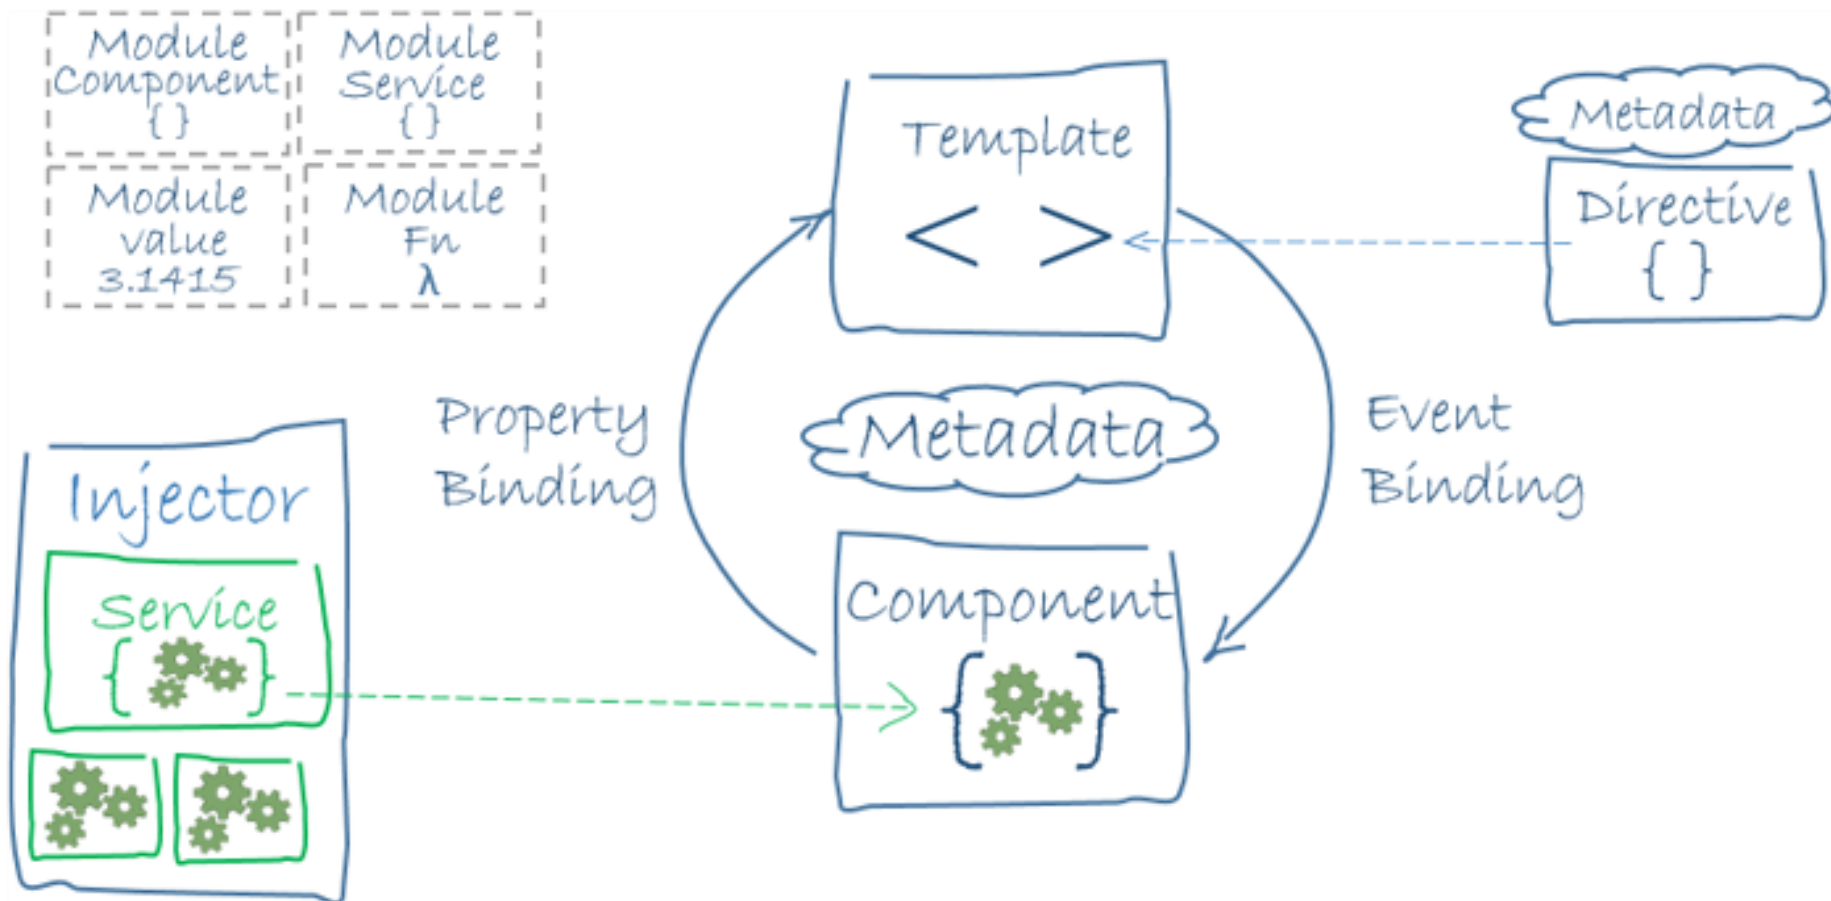 Module
Component
{ }
Module
Service
{ }
Module
value
3.1415
Module
Fn
λ
Template
< >
Metadata
Directive
{ }
Property
Binding
Metadata
Event
Binding
Injector
Service
{ }
Component
{ }